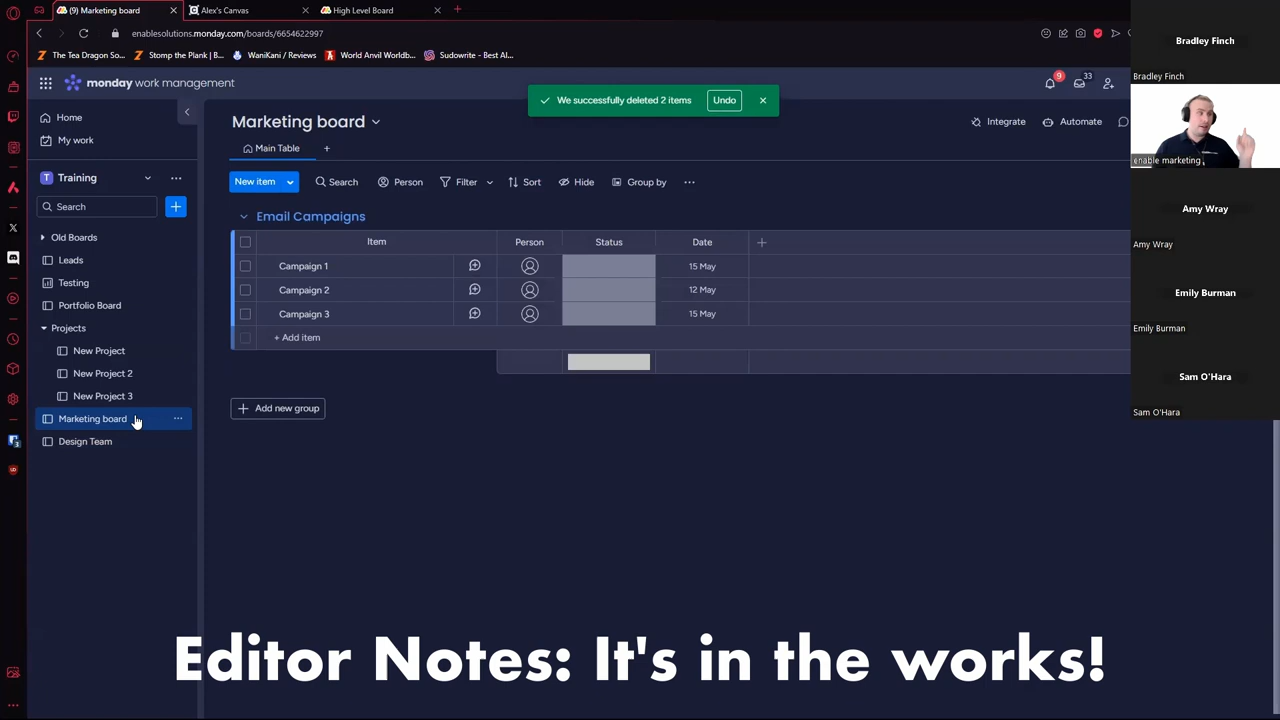 (9) Marketing board
Alex's Canvas
High Level Board
enablesolutions.monday.com/boards/6654622997
The Tea Dragon So...
Stomp the Plank | B...
WaniKani / Reviews
World Anvil Worldb...
Sudowrite - Best AI...
monday work management
9
33
Home
My work
We successfully deleted 2 items
Undo
Marketing board
Integrate
Automate
Main Table
T Training
Search
New item
Search
Person
Filter
Sort
Hide
Group by
Old Boards
Leads
Testing
Portfolio Board
Projects
New Project
New Project 2
New Project 3
Marketing board
Design Team
Email Campaigns
Item
Person
Status
Date
Campaign 1
15 May
Campaign 2
12 May
Campaign 3
15 May
+ Add item
Add new group
Bradley Finch
Bradley Finch
enable marketing
Amy Wray
Amy Wray
Emily Burman
Emily Burman
Sam O'Hara
Sam O'Hara
Editor Notes: It's in the works!